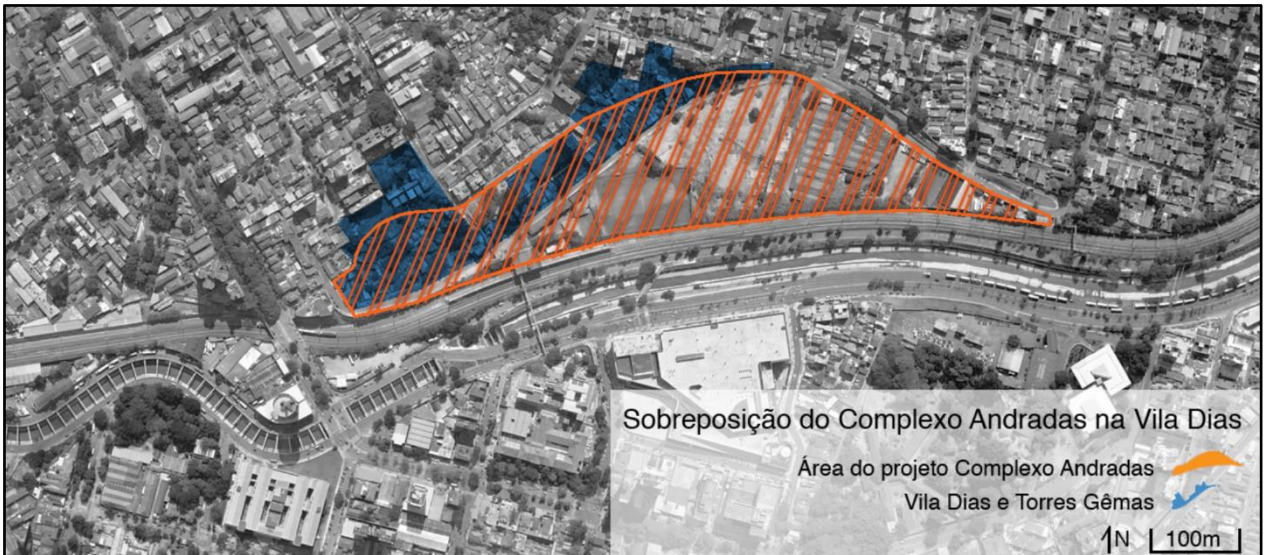 Sobreposição do Complexo Andradas na Vila Dias
Área do projeto Complexo Andradas
Vila Dias e Torres Gêmas
N 100m